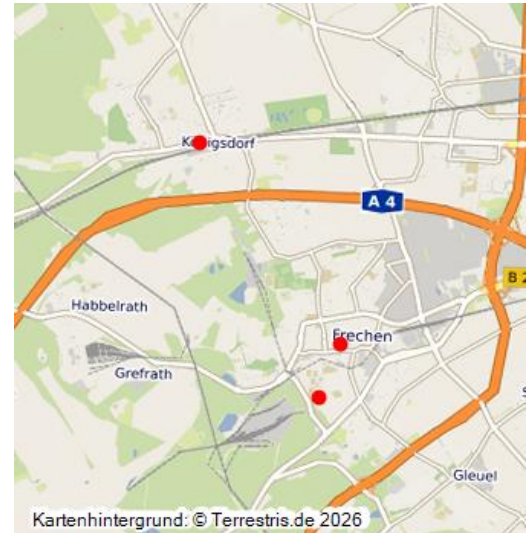 Königsdorf
A 4
B 2
Habbelrath
Frechen
Grefrath
Gleuel
Kartenhintergrund: © Terrestris.de 2026